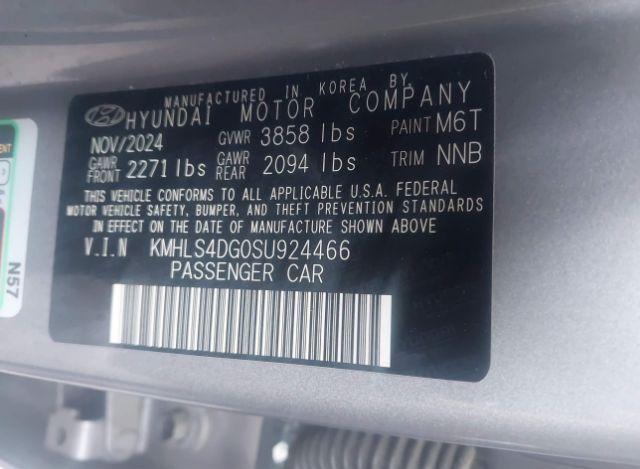 MANUFACTURED IN KOREA BY
HYUNDAI MOTOR COMPANY
NOV/2024 GVWR 3858 lbs PAINT M6T
GAWR FRONT 2271 lbs GAWR REAR 2094 lbs TRIM NNB
THIS VEHICLE CONFORMS TO ALL APPLICABLE U.S.A. FEDERAL
MOTOR VEHICLE SAFETY, BUMPER, AND THEFT PREVENTION STANDARDS
IN EFFECT ON THE DATE OF MANUFACTURE SHOWN ABOVE
V.I.N KMHLS4DG0SU924466
PASSENGER CAR
N57